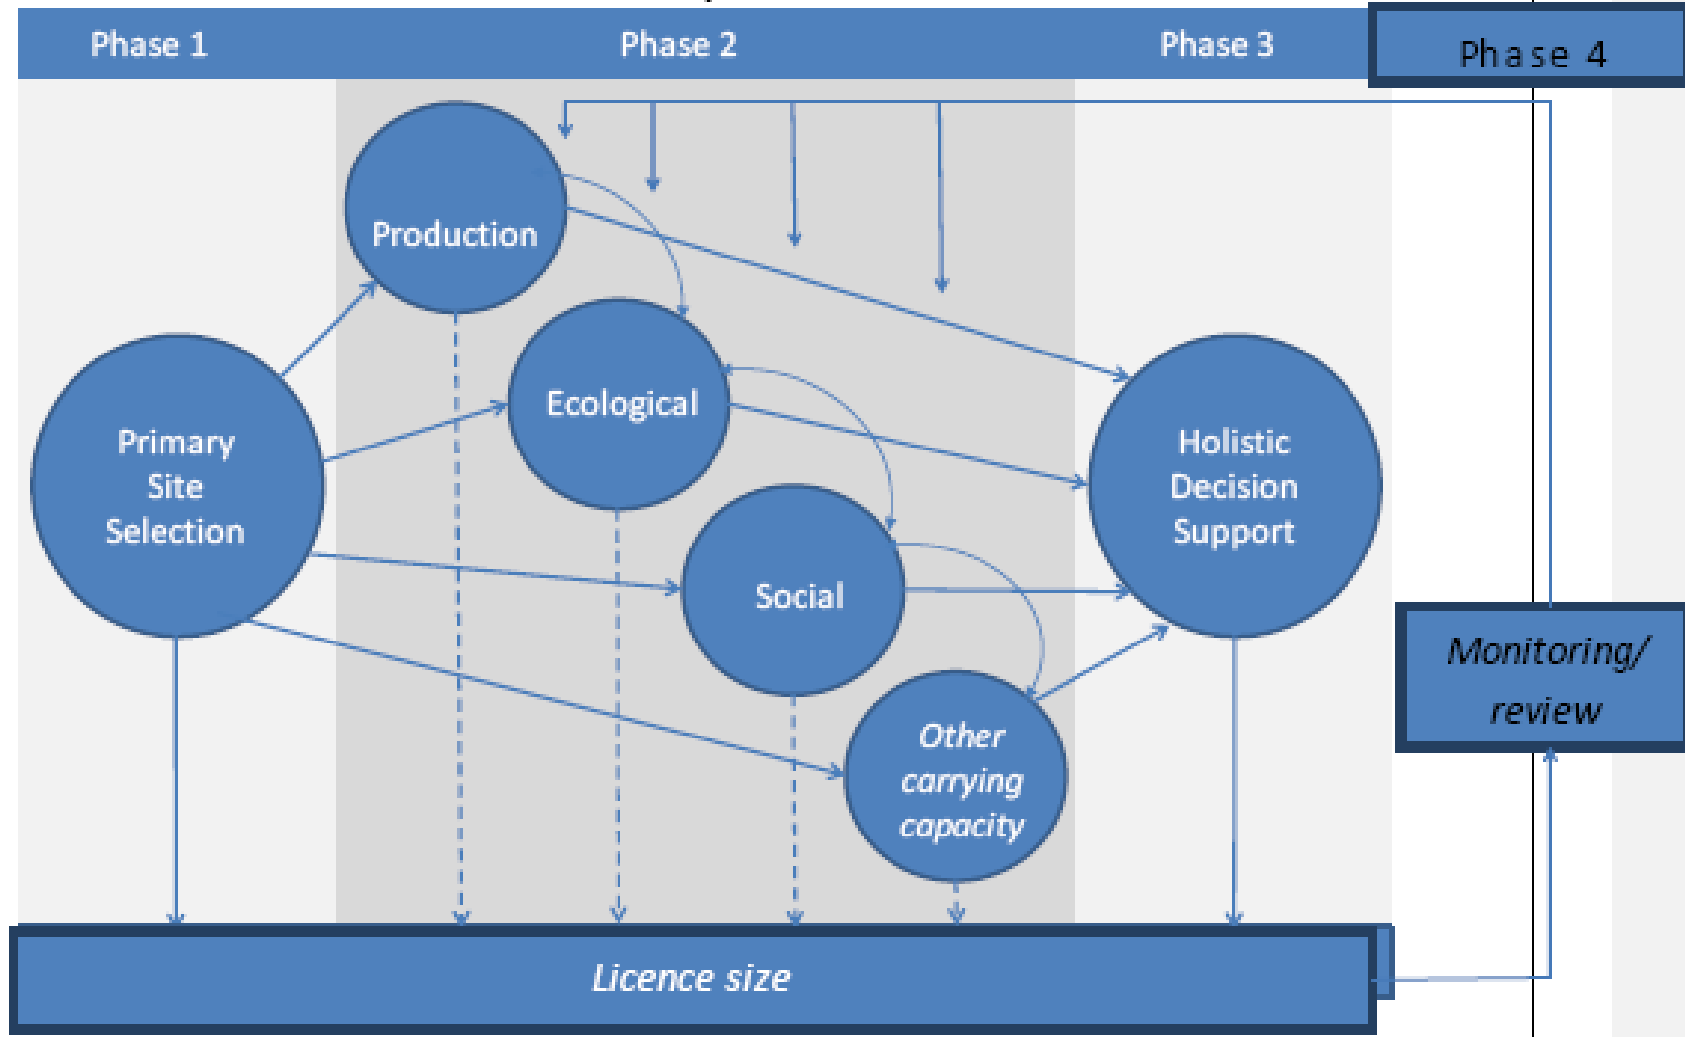 Phase 1
Phase 2
Phase 3
Phase 4
Production
Ecological
Primary
Site
Selection
Holistic
Decision
Support
Social
Monitoring/
review
Other
carrying
capacity
Licence size